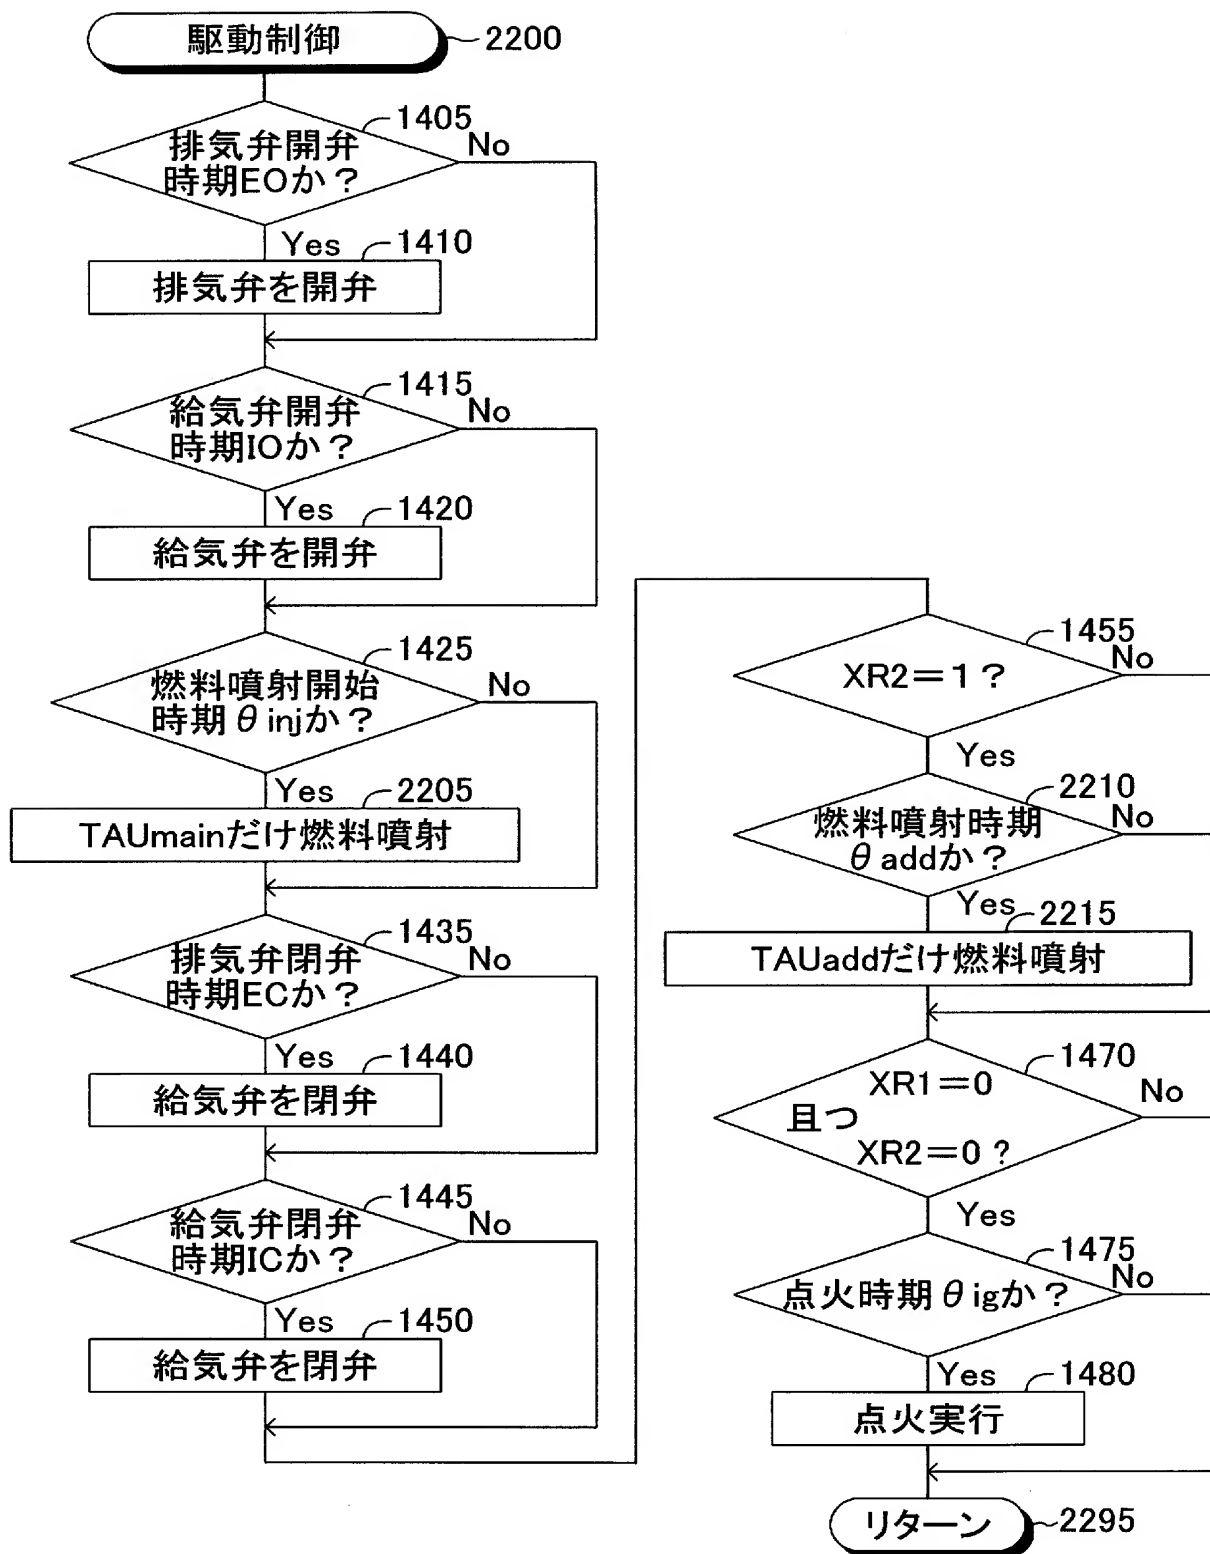 駆動制御
2200
1405
排気弁開弁
時期EOか？
No
Yes
1410
排気弁を開弁
1415
給気弁開弁
時期IOか？
No
Yes
1420
給気弁を開弁
1425
燃料噴射開始
時期θinjか？
No
Yes
2205
TAUmainだけ燃料噴射
1435
排気弁閉弁
時期ECか？
No
Yes
1440
給気弁を閉弁
1445
給気弁閉弁
時期ICか？
No
Yes
1450
給気弁を閉弁
1455
XR2＝1？
No
Yes
2210
燃料噴射時期
θaddか？
No
Yes
2215
TAUaddだけ燃料噴射
1470
XR1＝0
且つ
XR2＝0？
No
Yes
1475
点火時期θigか？
No
Yes
1480
点火実行
リターン
2295